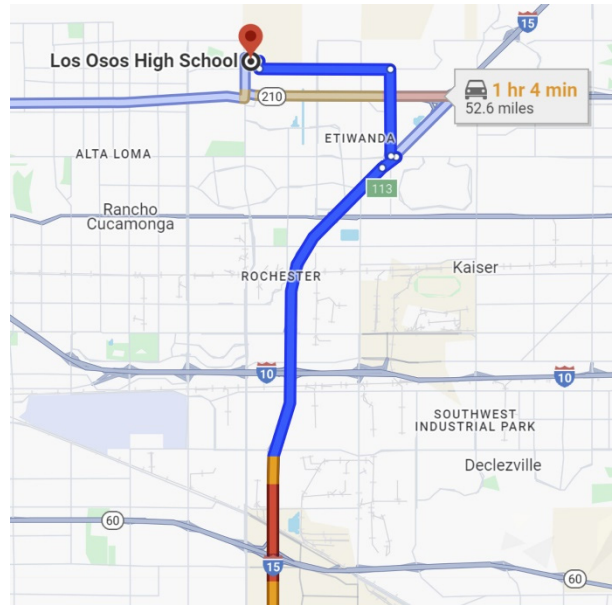 15
Los Osos High School
1 hr 4 min
52.6 miles
210
ETIWANDA
ALTA LOMA
113
Rancho
Cucamonga
Kaiser
ROCHESTER
10
10
SOUTHWEST
INDUSTRIAL PARK
Declezville
60
15
60